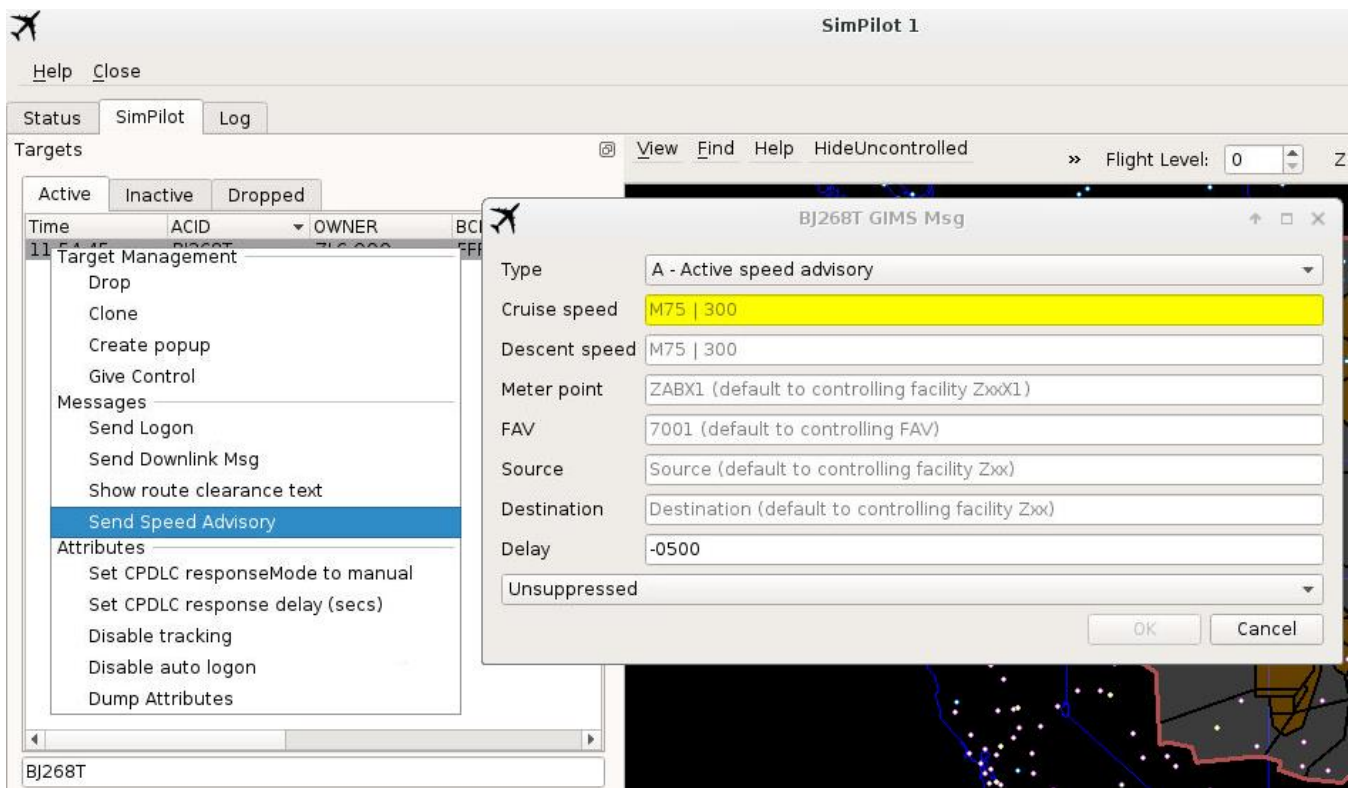 SimPilot 1
Help Close
Status SimPilot Log
Targets
View Find Help HideUncontrolled » Flight Level: 0 Z
Active Inactive Dropped
Time ACID OWNER
BJ268T GIMS Msg
Target Management
Drop
Clone
Create popup
Give Control
Messages
Send Logon
Send Downlink Msg
Show route clearance text
Send Speed Advisory
Attributes
Set CPDLC responseMode to manual
Set CPDLC response delay (secs)
Disable tracking
Disable auto logon
Dump Attributes
Type A - Active speed advisory
Cruise speed M75 | 300
Descent speed M75 | 300
Meter point ZABX1 (default to controlling facility ZxxX1)
FAV 7001 (default to controlling FAV)
Source Source (default to controlling facility Zxx)
Destination Destination (default to controlling facility Zxx)
Delay -0500
Unsuppressed
OK Cancel
BJ268T